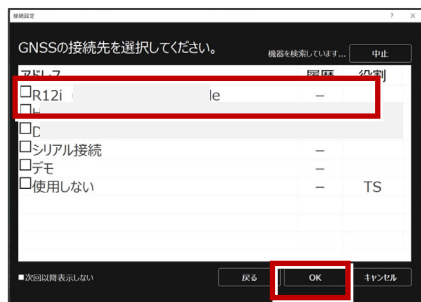 接続設定 ? ×
GNSSの接続先を選択してください。 機器を検索しています... 中止
アドレス 履歴 役割
□R12i le －
□シリアル接続 －
□デモ －
□使用しない － TS
■次回以降表示しない 戻る OK キャンセル